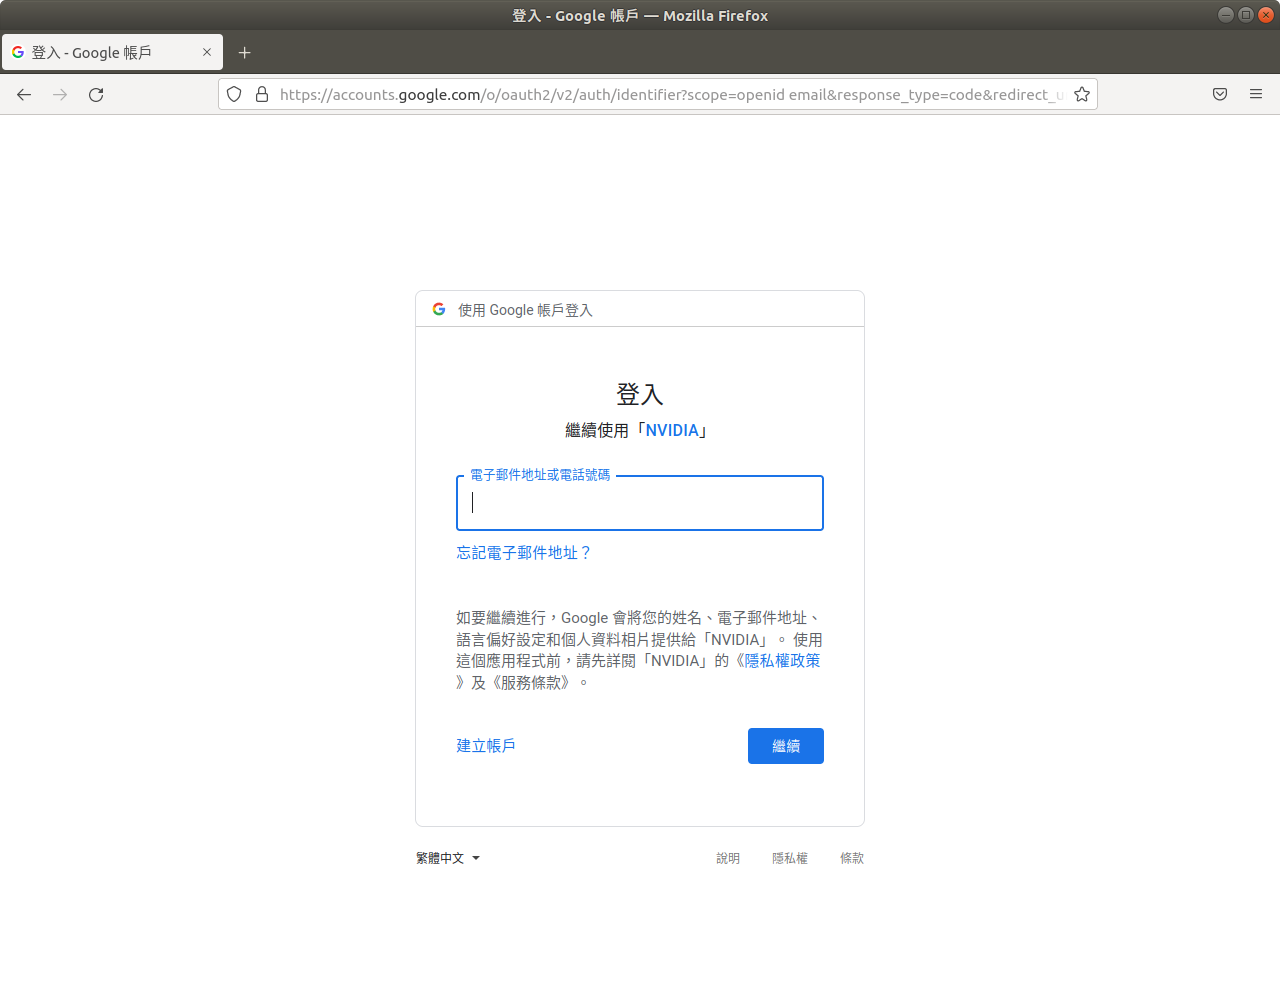 登入 - Google 帳戶 — Mozilla Firefox
登入 - Google 帳戶
https://accounts.google.com/o/oauth2/v2/auth/identifier?scope=openid email&response_type=code&redirect_u
使用 Google 帳戶登入
登入
繼續使用「NVIDIA」
電子郵件地址或電話號碼
忘記電子郵件地址？
如要繼續進行，Google 會將您的姓名、電子郵件地址、
語言偏好設定和個人資料相片提供給「NVIDIA」。 使用
這個應用程式前，請先詳閱「NVIDIA」的《隱私權政策
》及《服務條款》。
建立帳戶
繼續
繁體中文
說明
隱私權
條款